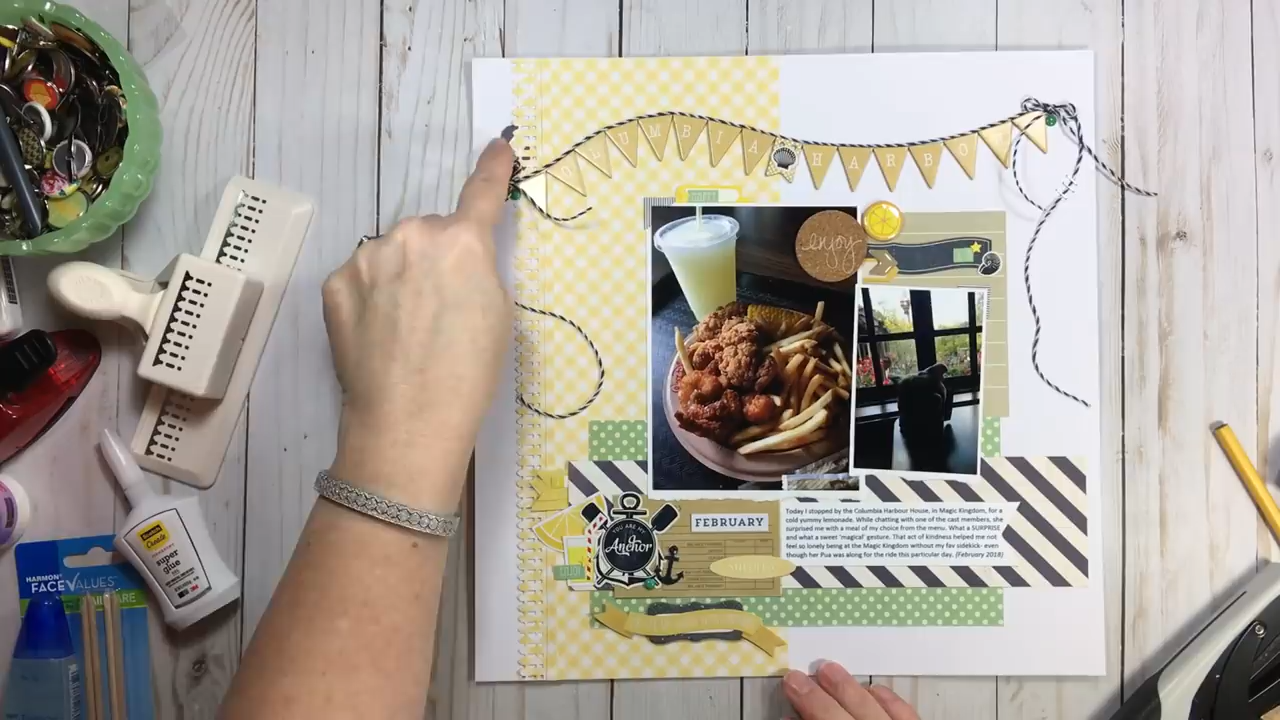 OLUMBIA HARBO
enjoy
YOU ARE MY
Anchor
FEBRUARY
Today I stopped by the Columbia Harbour House, in Magic Kingdom, for a
cold yummy lemonade. While chatting with one of the cast members, she
surprised me with a meal of my choice from the menu. What a SURPRISE
and what a sweet 'magical' gesture. That act of kindness helped me not
feel so lonely being at the Magic Kingdom without my fav sidekick- even
though her Pua was along for the ride this particular day. (February 2018)
Scotch
Create
super
glue
HARMON
FACE VALUES